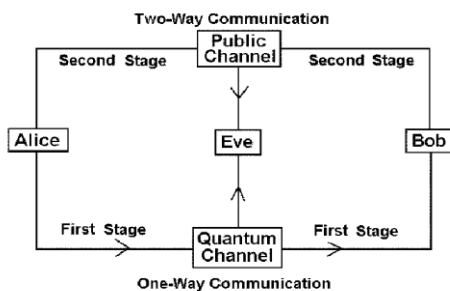 Two-Way Communication
Public
Channel
Second Stage
Second Stage
Alice
Eve
Bob
First Stage
Quantum
Channel
First Stage
One-Way Communication